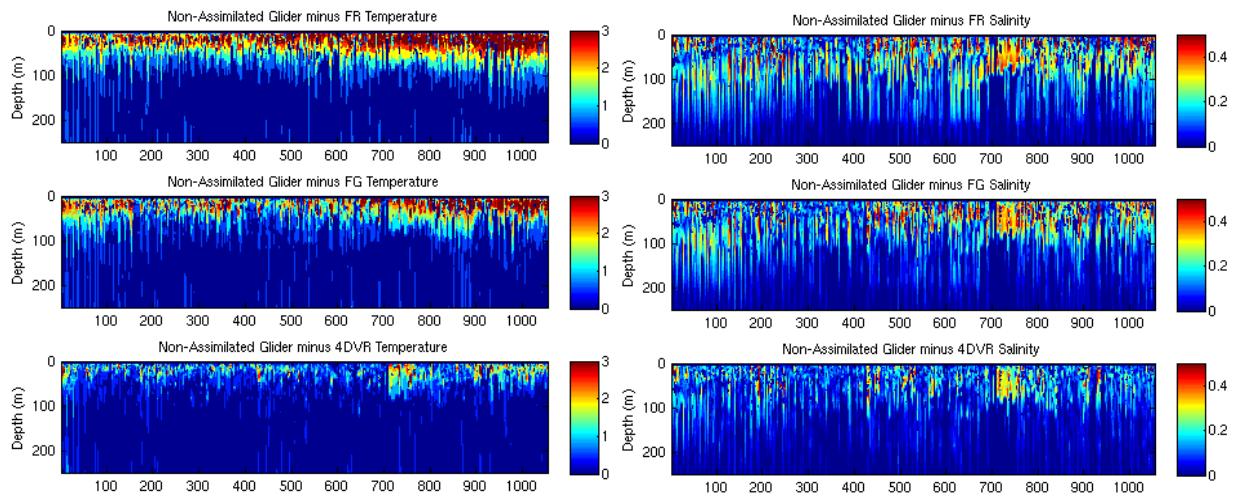 Non-Assimilated Glider minus FR Temperature
Depth (m)
0
100
200
100 200 300 400 500 600 700 800 900 1000
3
2
1
0
Non-Assimilated Glider minus FR Salinity
Depth (m)
0
50
100
150
200
100 200 300 400 500 600 700 800 900 1000
0.4
0.2
0
Non-Assimilated Glider minus FG Temperature
Depth (m)
0
100
200
100 200 300 400 500 600 700 800 900 1000
3
2
1
0
Non-Assimilated Glider minus FG Salinity
Depth (m)
0
50
100
150
200
100 200 300 400 500 600 700 800 900 1000
0.4
0.2
0
Non-Assimilated Glider minus 4DVR Temperature
Depth (m)
0
100
200
100 200 300 400 500 600 700 800 900 1000
3
2
1
0
Non-Assimilated Glider minus 4DVR Salinity
Depth (m)
0
50
100
150
200
100 200 300 400 500 600 700 800 900 1000
0.4
0.2
0